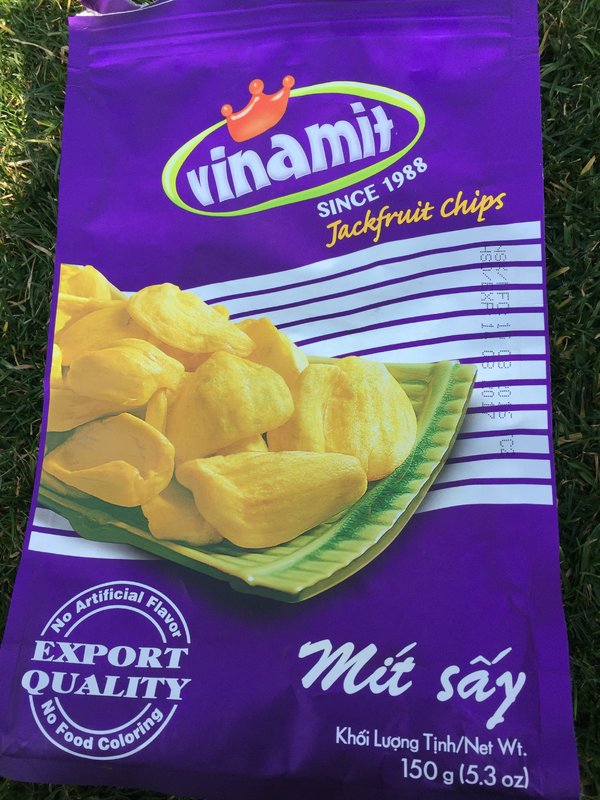 vinamit
SINCE 1988
Jackfruit Chips
No Artificial Flavor
EXPORT
QUALITY
No Food Coloring
Mít sấy
Khối Lượng Tịnh/Net Wt.
150 g (5.3 oz)